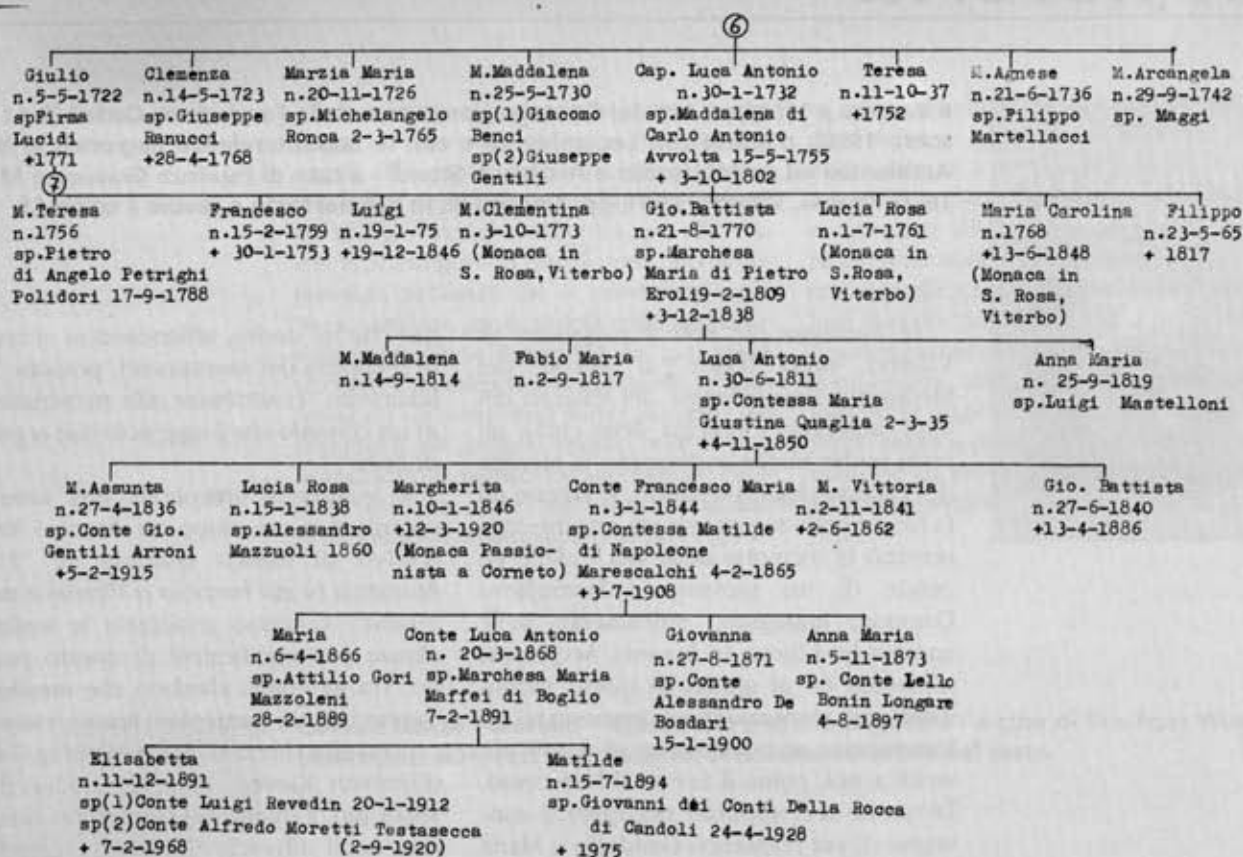 6
Giulio
n.5-5-1722
spFirma
Lucidi
+1771
7
Clemenza
n.14-5-1723
sp.Giuseppe
Ranucci
+28-4-1768
Marzia Maria
n.20-11-1726
sp.Michelangelo
Ronca 2-3-1765
M.Maddalena
n.25-5-1730
sp(1)Giacomo
Benci
sp(2)Giuseppe
Gentili
Cap. Luca Antonio
n.30-1-1732
sp.Maddalena di
Carlo Antonio
Avvolta 15-5-1755
+ 3-10-1802
Teresa
n.11-10-37
+1752
M.Agnese
n.21-6-1736
sp.Filippo
Martellacci
M.Arcangela
n.29-9-1742
sp. Maggi
M.Teresa
n.1756
sp.Pietro
di Angelo Petrighi
Polidori 17-9-1788
Francesco
n.15-2-1759
+ 30-1-1753
Luigi
n.19-1-75
+19-12-1846
M.Clementina
n.3-10-1773
(Monaca in
S. Rosa,Viterbo)
Gio.Battista
n.21-8-1770
sp.Marchesa
Maria di Pietro
Eroli9-2-1809
+3-12-1838
Lucia Rosa
n.1-7-1761
(Monaca in
S.Rosa,
Viterbo)
Maria Carolina
n.1768
+13-6-1848
(Monaca in
S. Rosa,
Viterbo)
Filippo
n.23-5-65
+ 1817
M.Maddalena
n.14-9-1814
Fabio Maria
n.2-9-1817
Luca Antonio
n.30-6-1811
sp.Contessa Maria
Giustina Quaglia 2-3-35
+4-11-1850
Anna Maria
n. 25-9-1819
sp.Luigi Mastelloni
M.Assunta
n.27-4-1836
sp.Conte Gio.
Gentili Arroni
+5-2-1915
Lucia Rosa
n.15-1-1838
sp.Alessandro
Mazzuoli 1860
Margherita
n.10-1-1846
+12-3-1920
(Monaca Passio-
nista a Corneto)
Conte Francesco Maria
n.3-1-1844
sp.Contessa Matilde
di Napoleone
Marescalchi 4-2-1865
+3-7-1908
M. Vittoria
n.2-11-1841
+2-6-1862
Gio. Battista
n.27-6-1840
+13-4-1886
Maria
n.6-4-1866
sp.Attilio Gori
Mazzoleni
28-2-1889
Conte Luca Antonio
n. 20-3-1868
sp.Marchesa Maria
Maffei di Boglio
7-2-1891
Giovanna
n.27-8-1871
sp.Conte
Alessandro De
Bosdari
15-1-1900
Anna Maria
n.5-11-1873
sp. Conte Lello
Bonin Longare
4-8-1897
Elisabetta
n.11-12-1891
sp(1)Conte Luigi Revedin 20-1-1912
sp(2)Conte Alfredo Moretti Testasecca
+ 7-2-1968 (2-9-1920)
Matilde
n.15-7-1894
sp.Giovanni dei Conti Della Rocca
di Candoli 24-4-1928
+ 1975